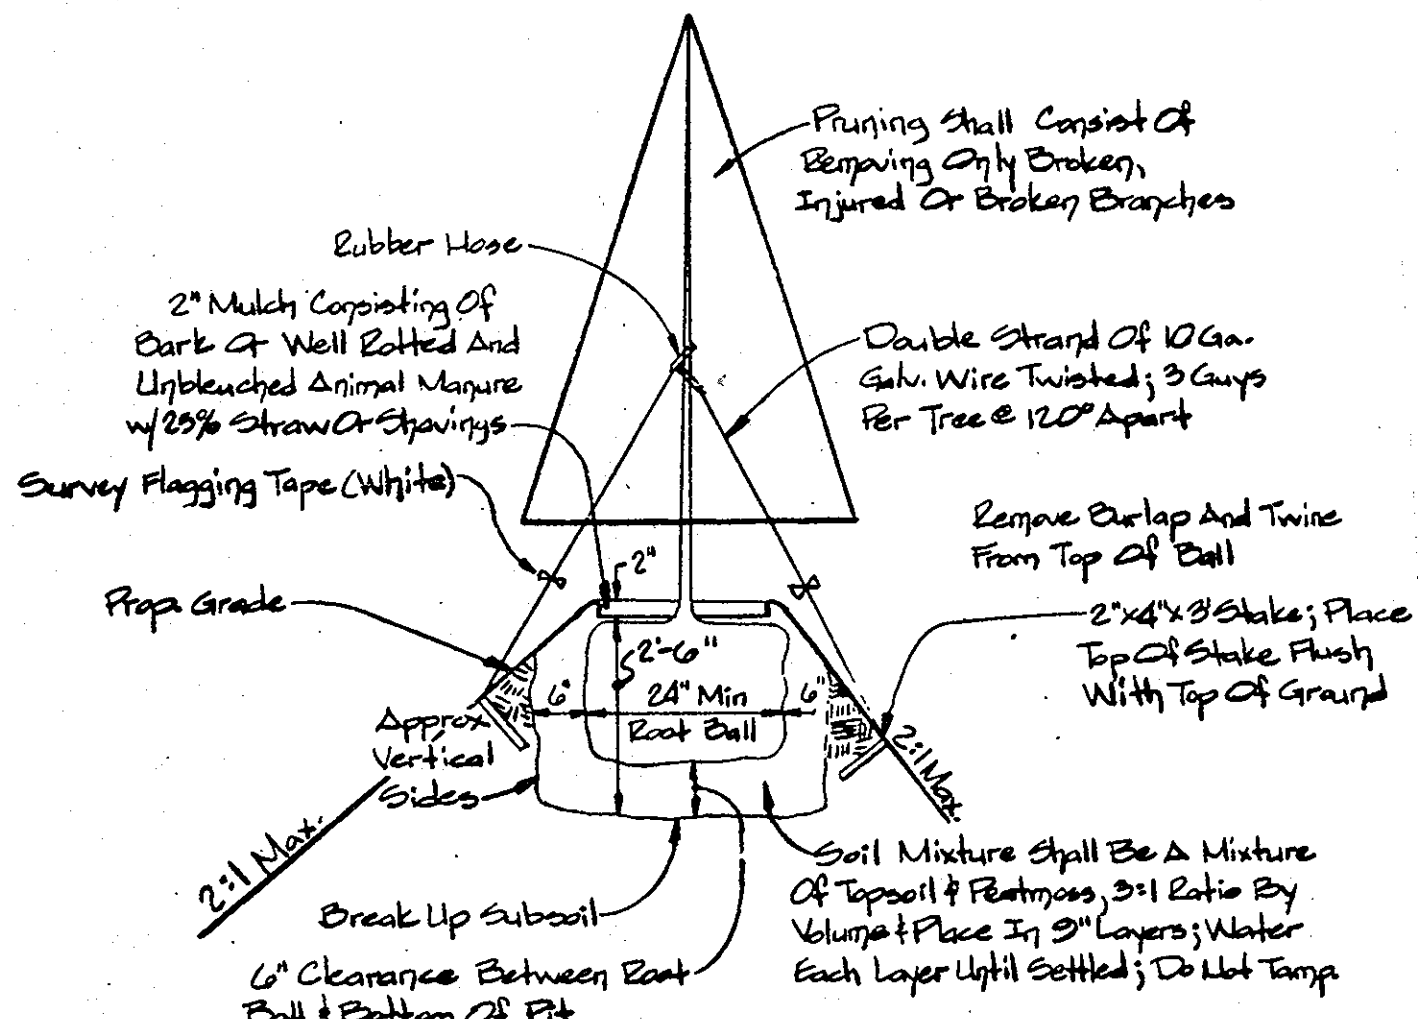 Pruning Shall Consist Of
Removing Only Broken,
Injured Or Broken Branches
Rubber Hose
2" Mulch Consisting Of
Bark Or Well Rotted And
Unbleuched Animal Manure
w/25% Straw Or Shavings
Double Strand Of 10 Ga.
Galv. Wire Twisted; 3 Guys
Per Tree @ 120° Apart
Survey Flagging Tape (White)
Remove Burlap And Twine
From Top Of Ball
2"
Prop. Grade
2"x4"x3' Stake; Place
Top Of Stake Flush
With Top Of Ground
2'-6"
6"
24" Min
6"
Root Ball
Approx
Vertical
Sides
2:1 Max.
2:1 Max.
Soil Mixture Shall Be A Mixture
Of Topsoil & Peatmoss, 3:1 Ratio By
Volume & Place In 9" Layers; Water
Each Layer Until Settled; Do Not Tamp
Break Up Subsoil
6" Clearance Between Root
Ball & Bottom Of Pit